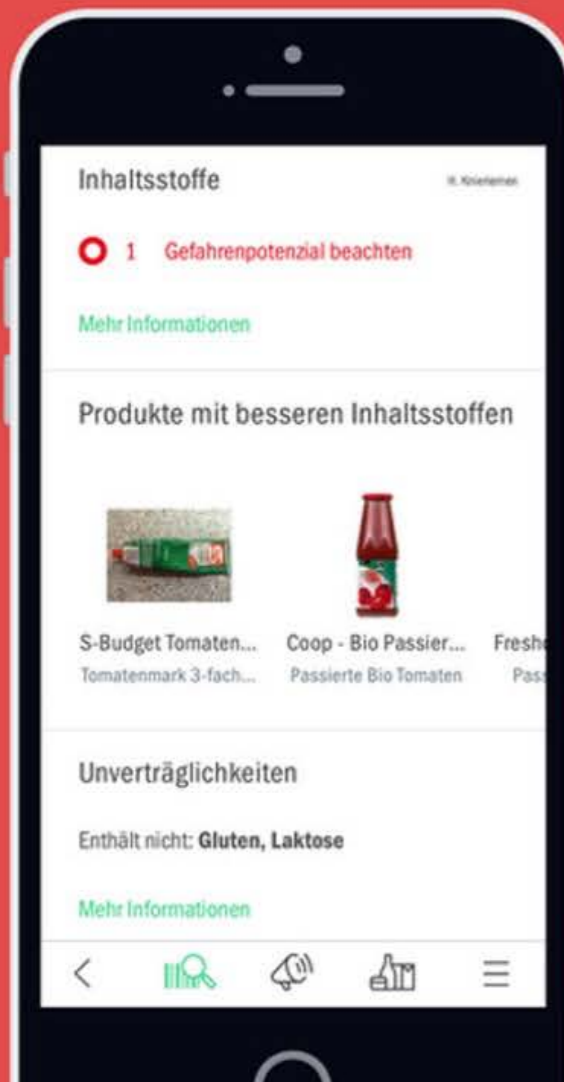 Inhaltsstoffe
1 Gefahrenpotenzial beachten
Mehr Informationen
Produkte mit besseren Inhaltsstoffen
S-Budget Tomaten... Coop - Bio Passier...
Tomatenmark 3-fach... Passierte Bio Tomaten Pass
Unverträglichkeiten
Enthält nicht: Gluten, Laktose
Mehr Informationen